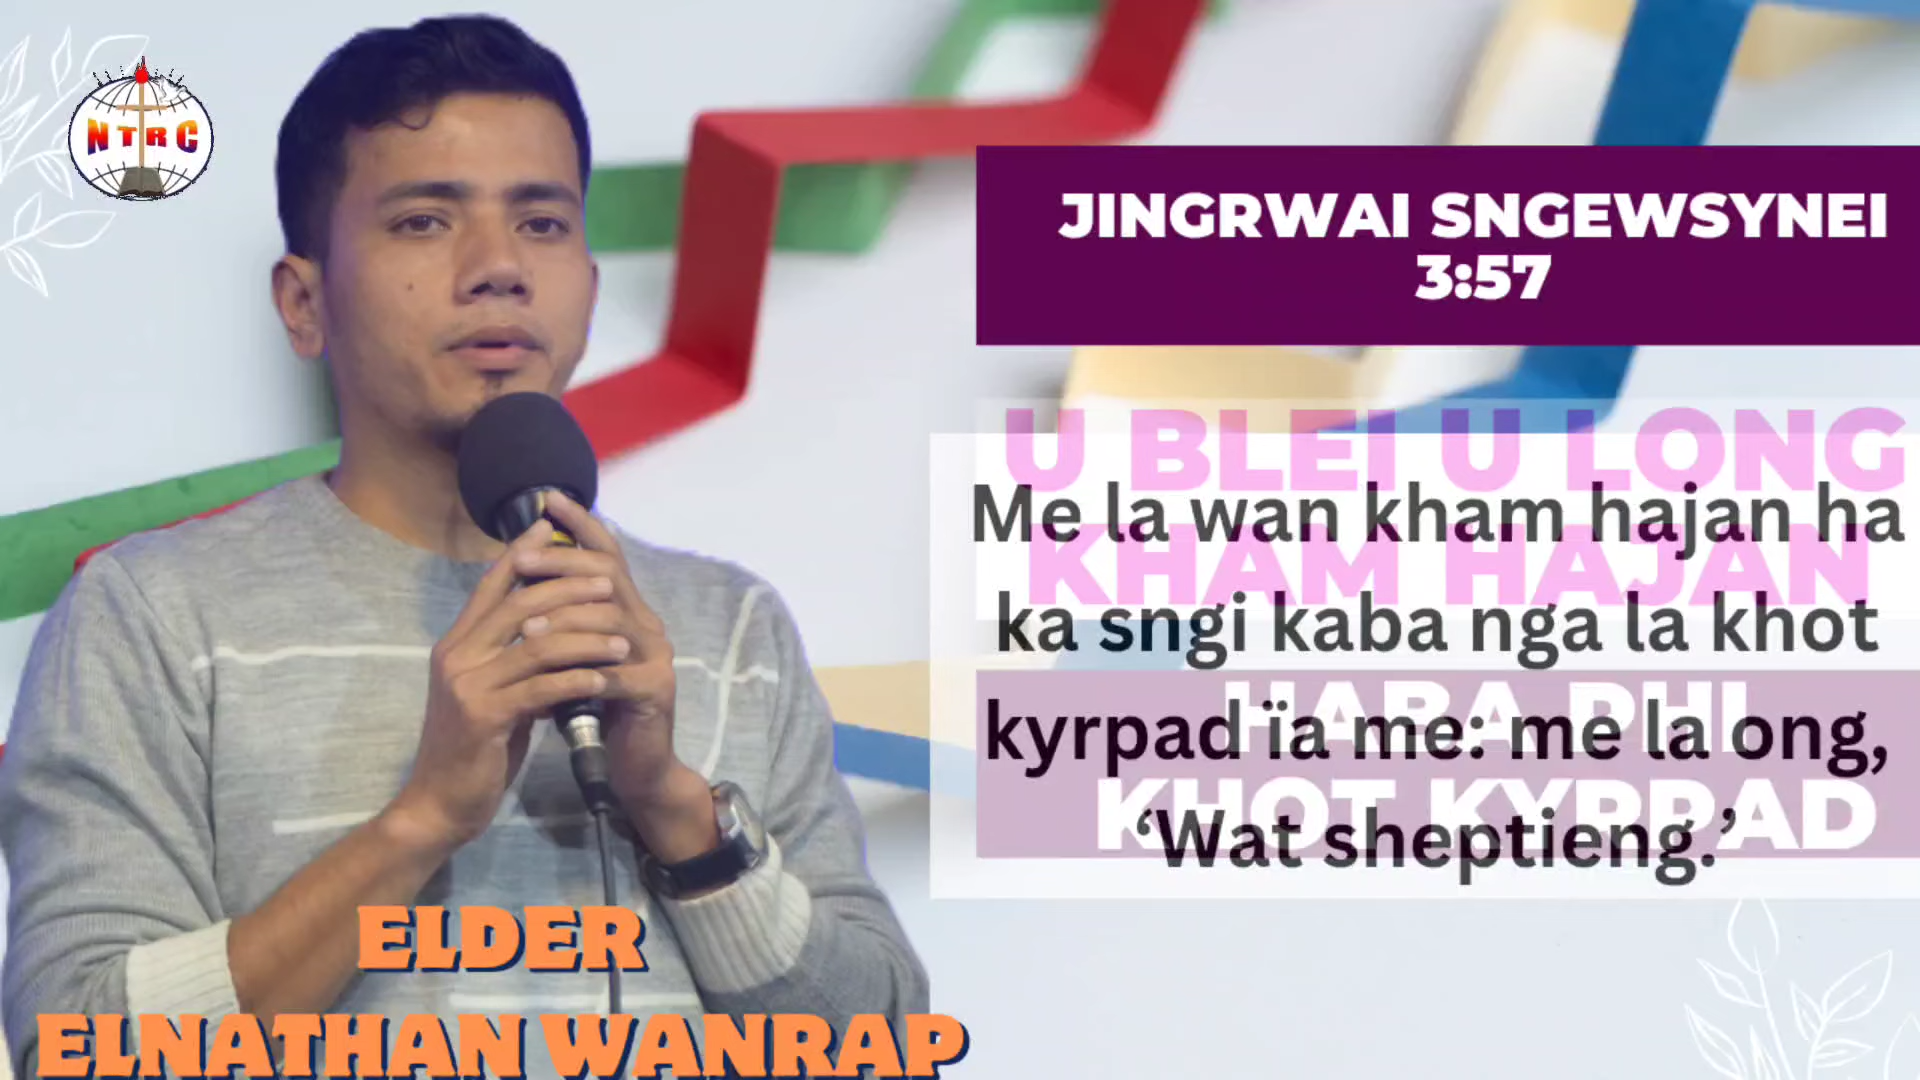 NTRC
JINGRWAI SNGEWSYNEI
3:57
U BLEI U LONG
KHAM HAJAN
HABA PHI
KHOT KYRPAD
Me la wan kham hajan ha
ka sngi kaba nga la khot
kyrpad ïa me: me la ong,
‘Wat sheptieng.’
ELDER
ELNATHAN WANRAP